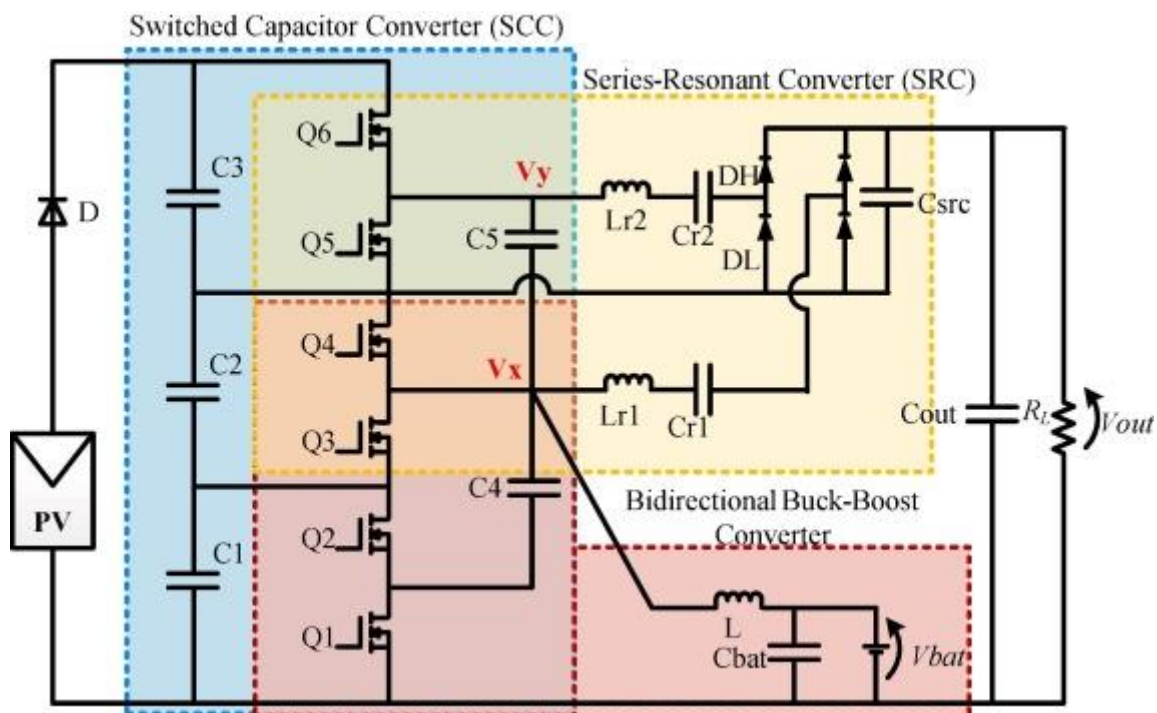 Switched Capacitor Converter (SCC)
Series-Resonant Converter (SRC)
Q6
C3
Vy
DH
D
Lr2
Cr2
Csrc
Q5
C5
DL
Q4
C2
Vx
Lr1
Cr1
Cout
RL
Vout
Q3
C4
PV
Bidirectional Buck-Boost
Converter
Q2
C1
Q1
L
Cbat
Vbat